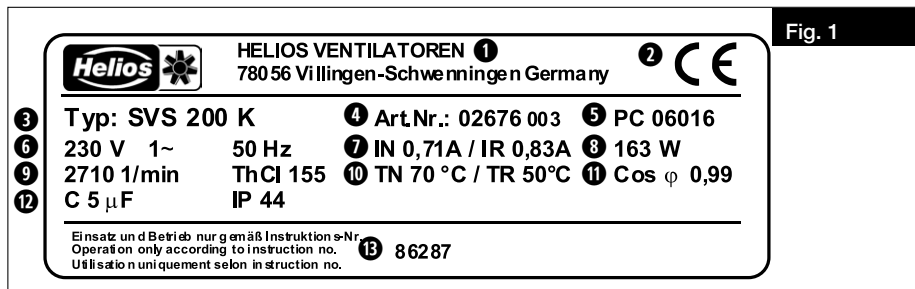 Fig. 1
Helios HELIOS VENTILATOREN 1 2 CE
78056 Villingen-Schwenningen Germany
3 Typ: SVS 200 K 4 Art.Nr.: 02676 003 5 PC 06016
6 230 V 1~ 50 Hz 7 IN 0,71A / IR 0,83A 8 163 W
9 2710 1/min ThCl 155 10 TN 70 °C / TR 50°C 11 Cos φ 0,99
12 C 5 µF IP 44
Einsatz und Betrieb nur gemäß Instruktions-Nr.
Operation only according to instruction no. 13 86287
Utilisation uniquement selon instruction no.